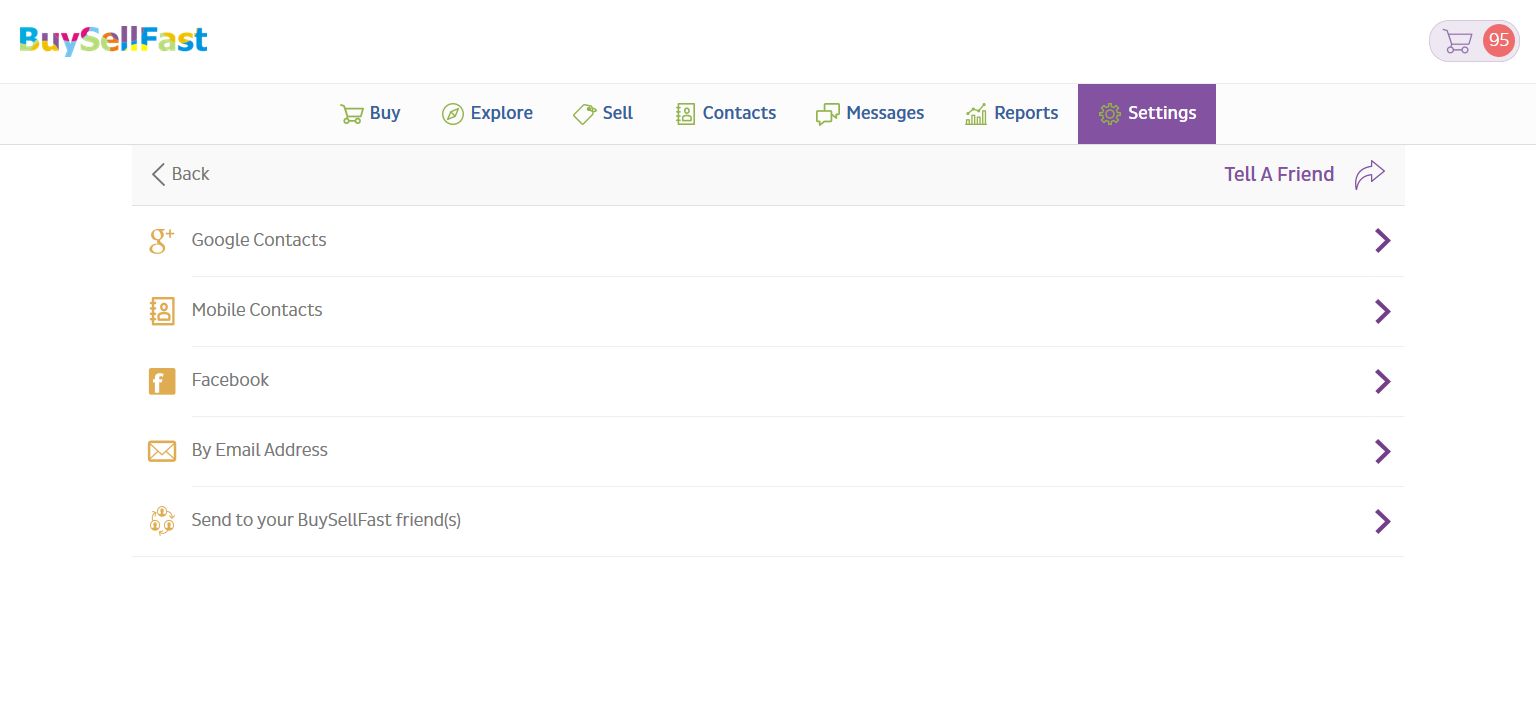 BuySellFast
95
Buy Explore Sell Contacts Messages Reports Settings
Back Tell A Friend
Google Contacts
Mobile Contacts
Facebook
By Email Address
Send to your BuySellFast friend(s)